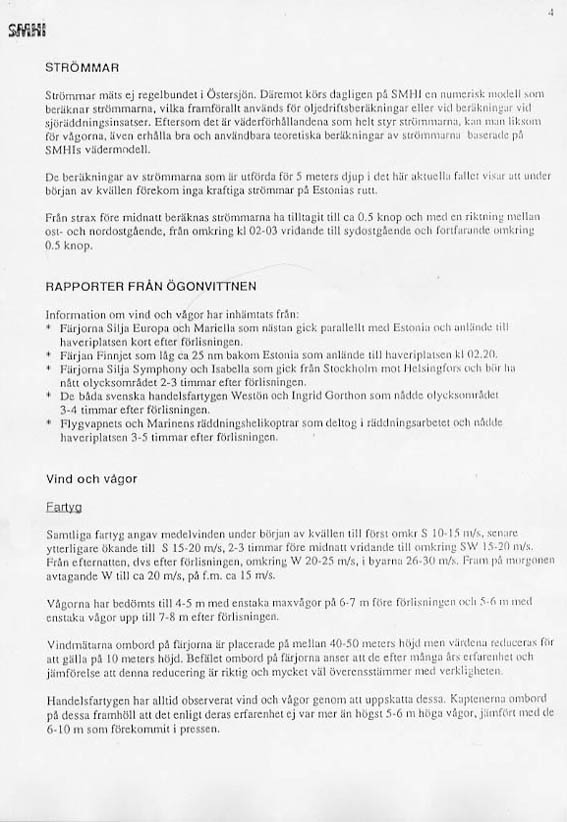 4
SMHI
STRÖMMAR
Strömmar mäts ej regelbundet i Östersjön. Däremot körs dagligen på SMHI en numerisk modell som
beräknar strömmarna, vilka framförallt används för oljedriftsberäkningar eller vid beräkningar vid
sjöräddningsinsatser. Eftersom det är väderförhållandena som helt styr strömmarna, kan man liksom
för vågorna, även erhålla bra och användbara teoretiska beräkningar av strömmarna baserade på
SMHIs vädermodell.
De beräkningar av strömmarna som är utförda för 5 meters djup i det här aktuella fallet visar att under
början av kvällen förekom inga kraftiga strömmar på Estonias rutt.
Från strax före midnatt beräknas strömmarna ha tilltagit till ca 0.5 knop och med en riktning mellan
ost- och nordostgående, från omkring kl 02-03 vridande till sydostgående och fortfarande omkring
0.5 knop.
RAPPORTER FRÅN ÖGONVITTNEN
Information om vind och vågor har inhämtats från:
* Färjorna Silja Europa och Mariella som nästan gick parallellt med Estonia och anlände till
haveriplatsen kort efter förlisningen.
* Färjan Finnjet som låg ca 25 nm bakom Estonia som anlände till haveriplatsen kl 02.20.
* Färjorna Silja Symphony och Isabella som gick från Stockholm mot Helsingfors och bör ha
nått olycksområdet 2-3 timmar efter förlisningen.
* De båda svenska handelsfartygen Westön och Ingrid Gorthon som nådde olycksområdet
3-4 timmar efter förlisningen.
* Flygvapnets och Marinens räddningshelikoptrar som deltog i räddningsarbetet och nådde
haveriplatsen 3-5 timmar efter förlisningen.
Vind och vågor
Fartyg
Samtliga fartyg angav medelvinden under början av kvällen till först omkr S 10-15 m/s, senare
ytterligare ökande till S 15-20 m/s, 2-3 timmar före midnatt vridande till omkring SW 15-20 m/s.
Från efternatten, dvs efter förlisningen, omkring W 20-25 m/s, i byarna 26-30 m/s. Fram på morgonen
avtagande W till ca 20 m/s, på f.m. ca 15 m/s.
Vågorna har bedömts till 4-5 m med enstaka maxvågor på 6-7 m före förlisningen och 5-6 m med
enstaka vågor upp till 7-8 m efter förlisningen.
Vindmätarna ombord på färjorna är placerade på mellan 40-50 meters höjd men värdena reduceras för
att gälla på 10 meters höjd. Befälet ombord på färjorna anser att de efter många års erfarenhet och
jämförelse att denna reducering är riktig och mycket väl överensstämmer med verkligheten.
Handelsfartygen har alltid observerat vind och vågor genom att uppskatta dessa. Kaptenerna ombord
på dessa framhöll att det enligt deras erfarenhet ej var mer än högst 5-6 m höga vågor, jämfört med de
6-10 m som förekommit i pressen.